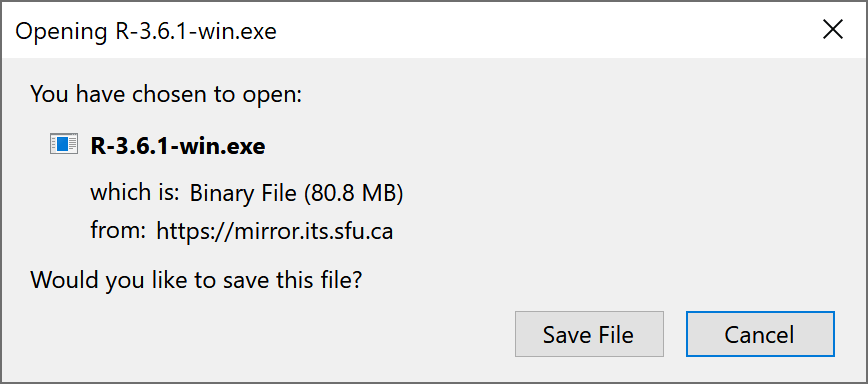 Opening R-3.6.1-win.exe
You have chosen to open:
R-3.6.1-win.exe
which is: Binary File (80.8 MB)
from: https://mirror.its.sfu.ca
Would you like to save this file?
Save File Cancel